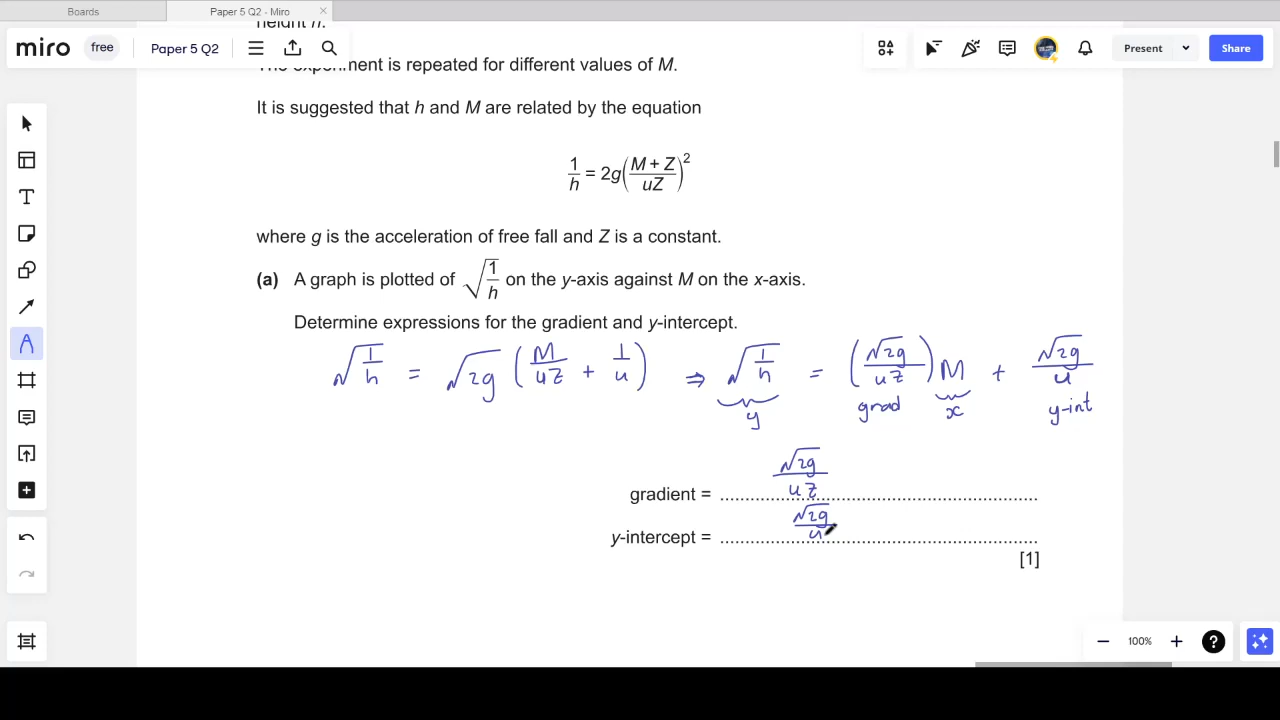 Boards
Paper 5 Q2 - Miro
miro free Paper 5 Q2 Present Share
height h.
The experiment is repeated for different values of M.
It is suggested that h and M are related by the equation
1/h = 2g((M + Z)/uZ)²
where g is the acceleration of free fall and Z is a constant.
(a) A graph is plotted of √(1/h) on the y-axis against M on the x-axis.
Determine expressions for the gradient and y-intercept.
√(1/h) = √2g (M/uZ + 1/u) ⇒ √(1/h) = (√2g/uZ) M + √2g/u
y grad x y-int
gradient = √2g/uZ
y-intercept = √2g/u
[1]
100%